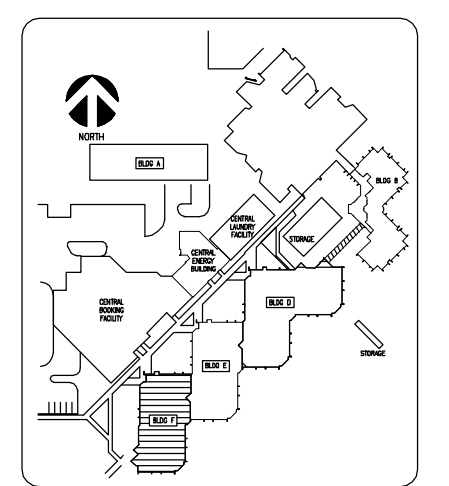 NORTH
BLDG A
BLDG B
CENTRAL
LAUNDRY
FACILITY
STORAGE
CENTRAL
ENERGY
BUILDING
CENTRAL
BOOKING
FACILITY
BLDG D
STORAGE
BLDG E
BLDG F